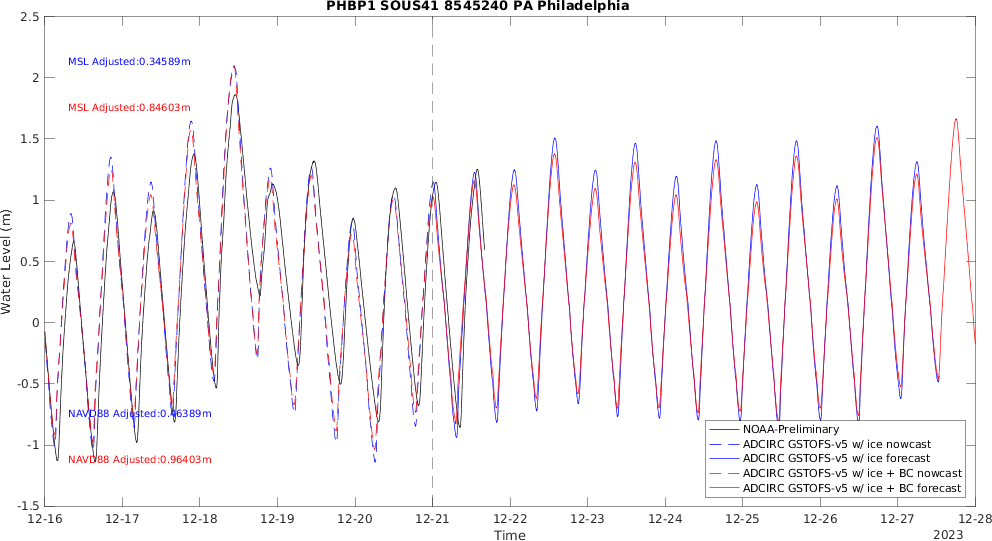 PHBP1 SOUS41 8545240 PA Philadelphia
2.5
2
1.5
1
0.5
0
-0.5
-1
-1.5
Water Level (m)
MSL Adjusted:0.34589m
MSL Adjusted:0.84603m
NAVD88 Adjusted:0.46389m
NAVD88 Adjusted:0.96403m
NOAA-Preliminary
ADCIRC GSTOFS-v5 w/ ice nowcast
ADCIRC GSTOFS-v5 w/ ice forecast
ADCIRC GSTOFS-v5 w/ ice + BC nowcast
ADCIRC GSTOFS-v5 w/ ice + BC forecast
12-16 12-17 12-18 12-19 12-20 12-21 12-22 12-23 12-24 12-25 12-26 12-27 12-28
Time
2023